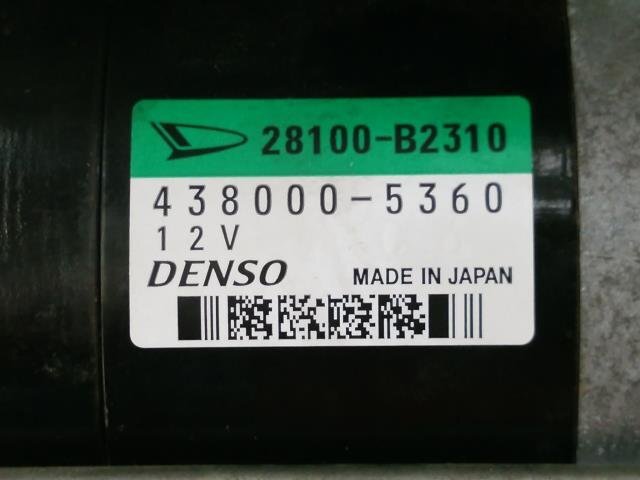 28100-B2310
438000-5360
12V
DENSO MADE IN JAPAN